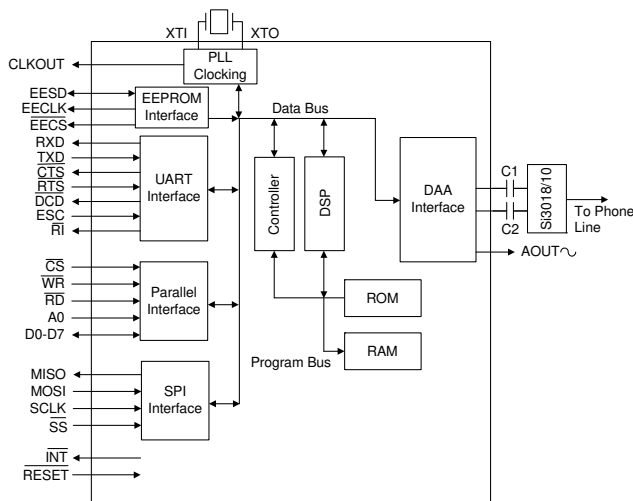 XTI
XTO
CLKOUT
PLL
Clocking
EESD
EECLK
EECS
EEPROM
Interface
Data Bus
RXD
TXD
CTS
RTS
DCD
ESC
RI
UART
Interface
Controller
DSP
DAA
Interface
C1
C2
Si3018/10
To Phone
Line
AOUT
CS
WR
RD
A0
D0-D7
Parallel
Interface
ROM
RAM
Program Bus
MISO
MOSI
SCLK
SS
SPI
Interface
INT
RESET